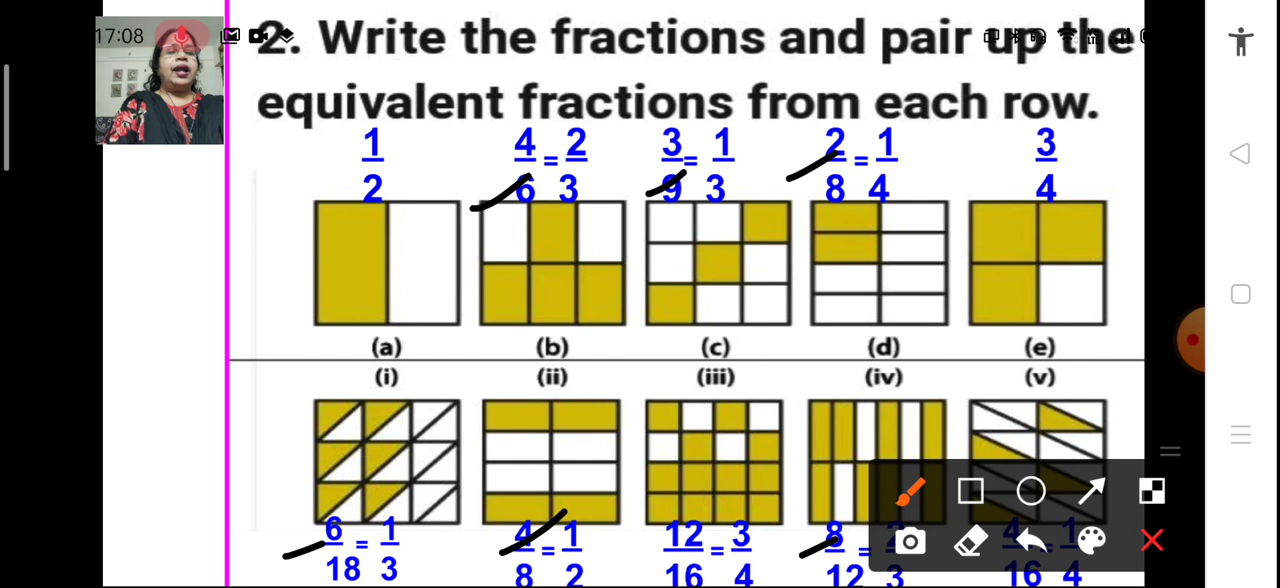 17:08
2. Write the fractions and pair up the
equivalent fractions from each row.
1/2 4/6 = 2/3 3/9 = 1/3 2/8 = 1/4 3/4
(a) (b) (c) (d) (e)
(i) (ii) (iii) (iv) (v)
6/18 = 1/3 4/8 = 1/2 12/16 = 3/4 8/12 = 2/3 4/16 = 1/4